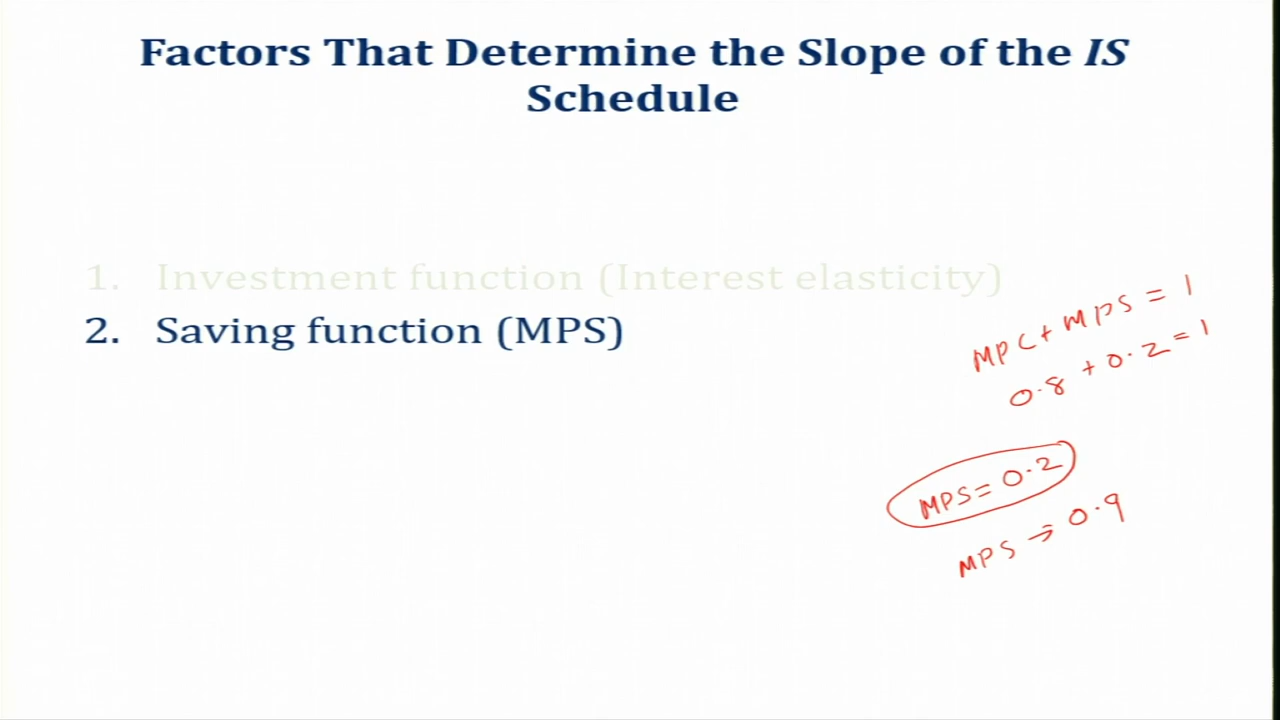 Factors That Determine the Slope of the IS
Schedule
1. Investment function (Interest elasticity)
2. Saving function (MPS)
MPC + MPS = 1
0.8 + 0.2 = 1
MPS = 0.2
MPS → 0.9